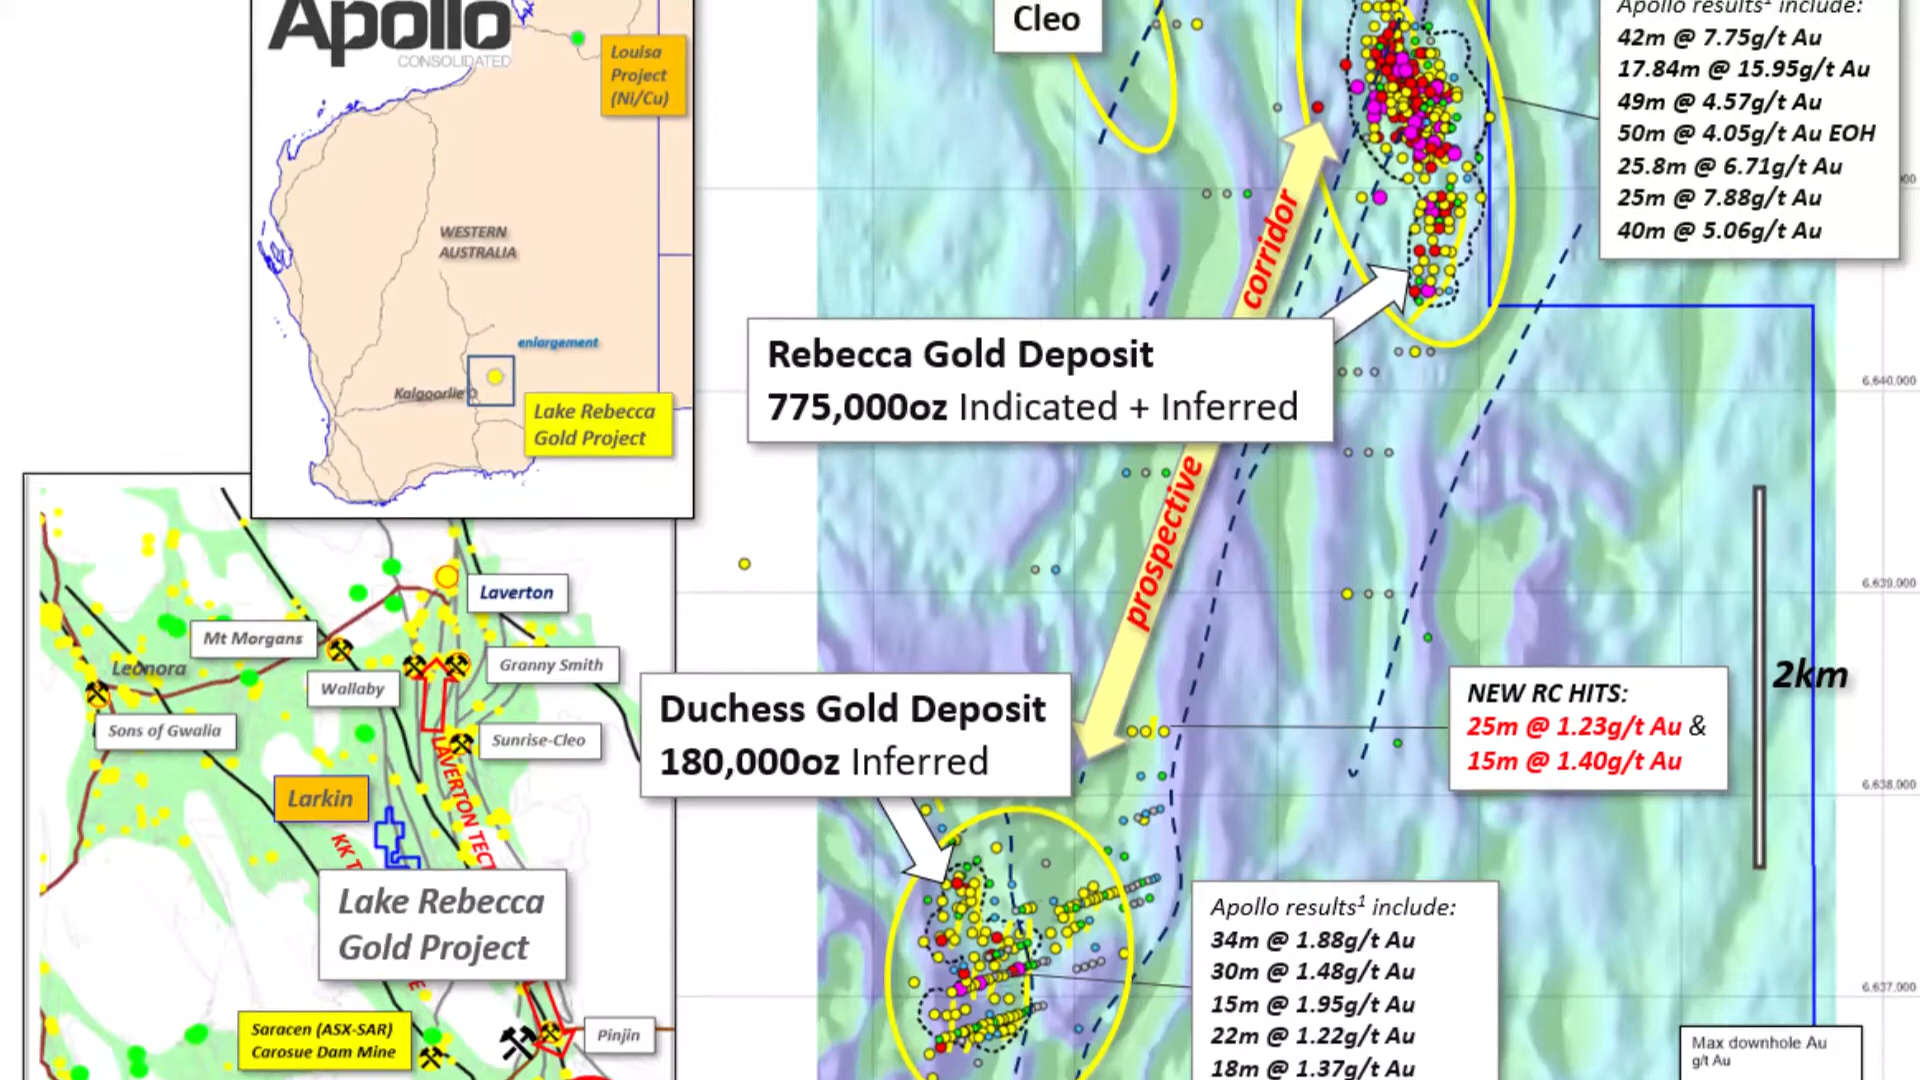 Apollo
CONSOLIDATED
Louisa
Project
(Ni/Cu)
WESTERN
AUSTRALIA
enlargement
Kalgoorlie
Lake Rebecca
Gold Project
Cleo
Apollo results¹ include:
42m @ 7.75g/t Au
17.84m @ 15.95g/t Au
49m @ 4.57g/t Au
50m @ 4.05g/t Au EOH
25.8m @ 6.71g/t Au
25m @ 7.88g/t Au
40m @ 5.06g/t Au
corridor
prospective
Rebecca Gold Deposit
775,000oz Indicated + Inferred
6,640,000
6,639,000
6,638,000
6,637,000
2km
Duchess Gold Deposit
180,000oz Inferred
NEW RC HITS:
25m @ 1.23g/t Au &
15m @ 1.40g/t Au
Apollo results¹ include:
34m @ 1.88g/t Au
30m @ 1.48g/t Au
15m @ 1.95g/t Au
22m @ 1.22g/t Au
18m @ 1.37g/t Au
Max downhole Au
g/t Au
Laverton
Mt Morgans
Leonora
Granny Smith
Wallaby
Sons of Gwalia
Sunrise-Cleo
LAVERTON TECT
Larkin
KK T
Lake Rebecca
Gold Project
E
Saracen (ASX-SAR)
Carosue Dam Mine
Pinjin